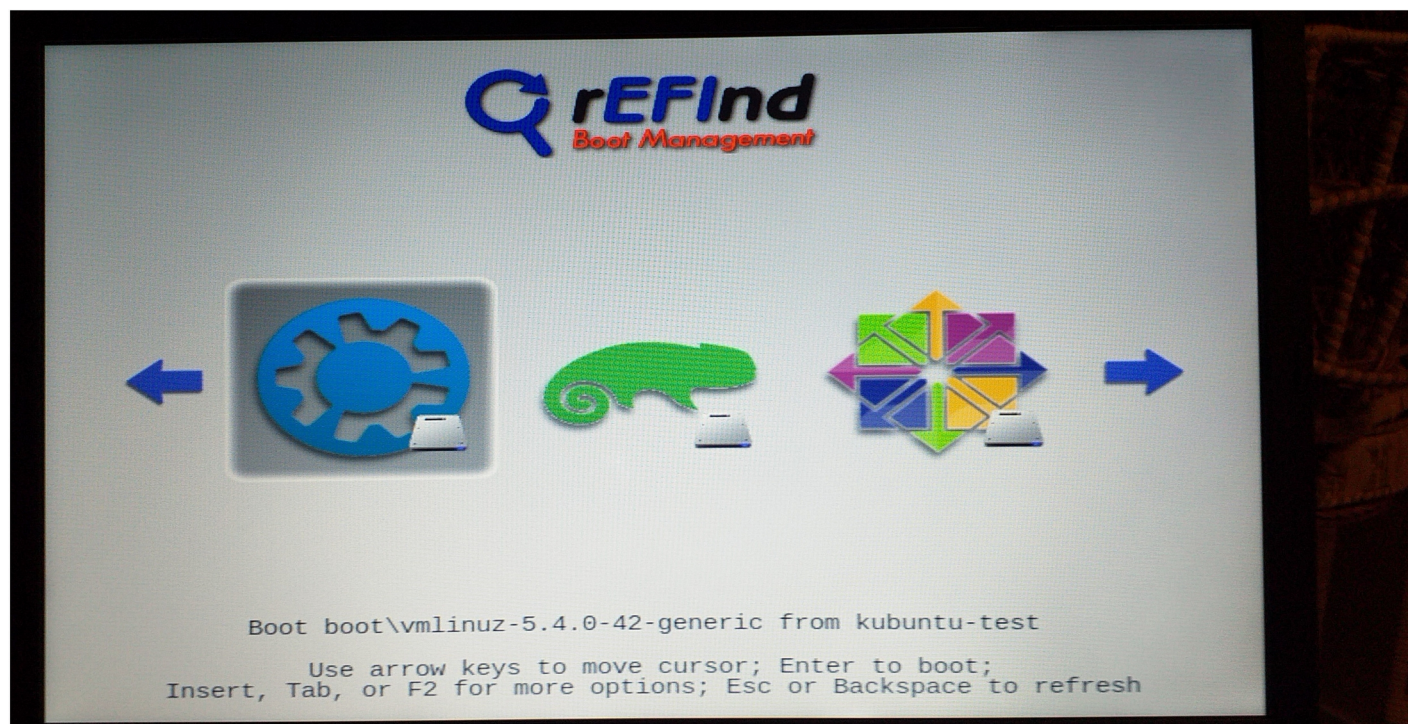 rEFInd
Boot Management
Boot boot\vmlinuz-5.4.0-42-generic from kubuntu-test
Use arrow keys to move cursor; Enter to boot;
Insert, Tab, or F2 for more options; Esc or Backspace to refresh